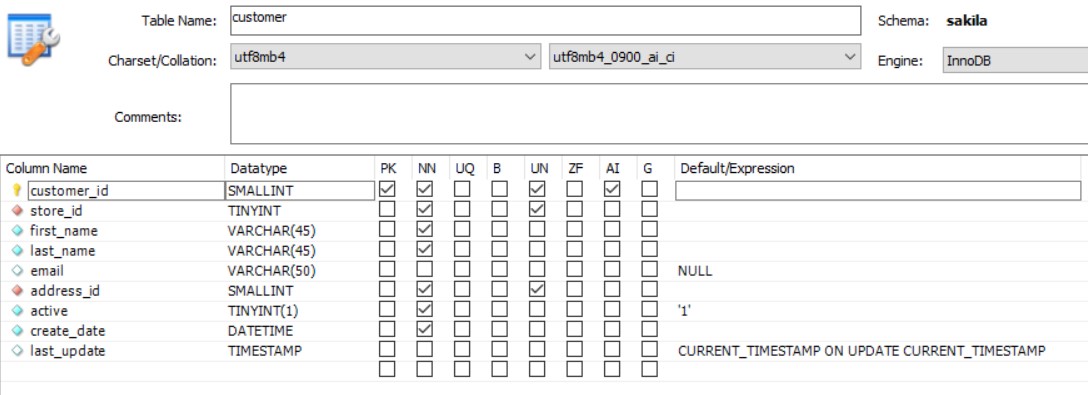 Table Name: customer Schema: sakila
Charset/Collation: utf8mb4 utf8mb4_0900_ai_ci Engine: InnoDB
Comments:
Column Name Datatype PK NN UQ B UN ZF AI G Default/Expression
customer_id SMALLINT
store_id TINYINT
first_name VARCHAR(45)
last_name VARCHAR(45)
email VARCHAR(50) NULL
address_id SMALLINT
active TINYINT(1) '1'
create_date DATETIME
last_update TIMESTAMP CURRENT_TIMESTAMP ON UPDATE CURRENT_TIMESTAMP